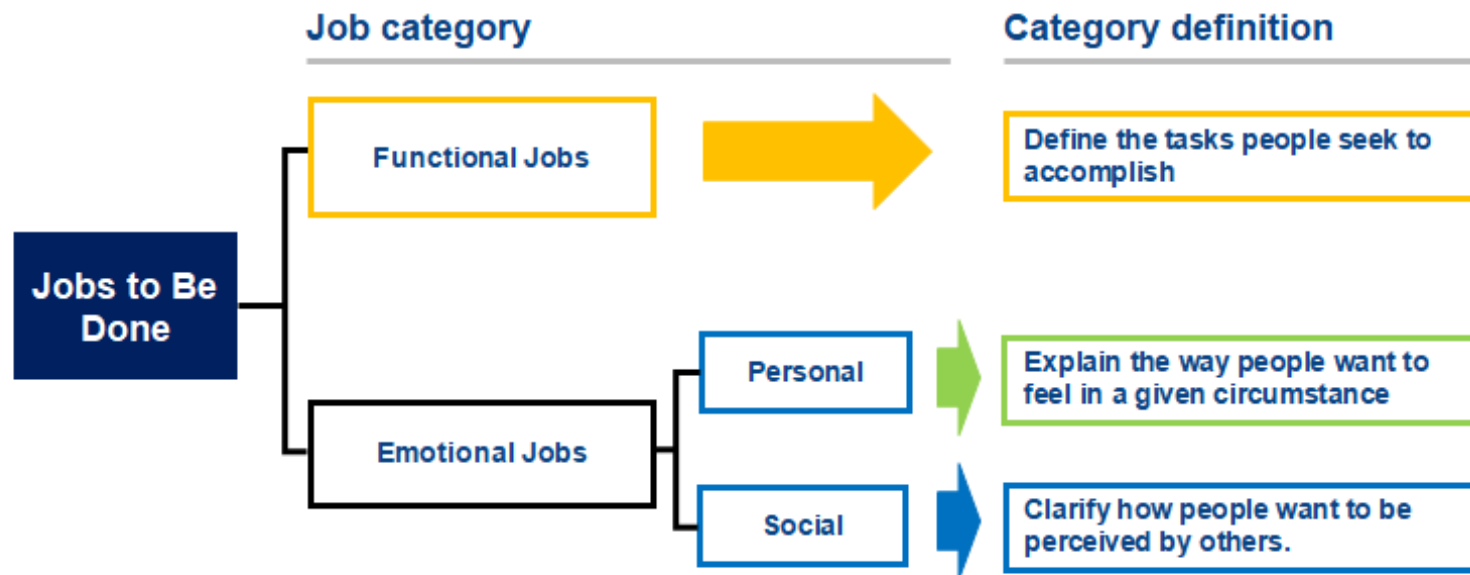 Job category
Category definition
Functional Jobs
Define the tasks people seek to
accomplish
Jobs to Be
Done
Personal
Explain the way people want to
feel in a given circumstance
Emotional Jobs
Social
Clarify how people want to be
perceived by others.